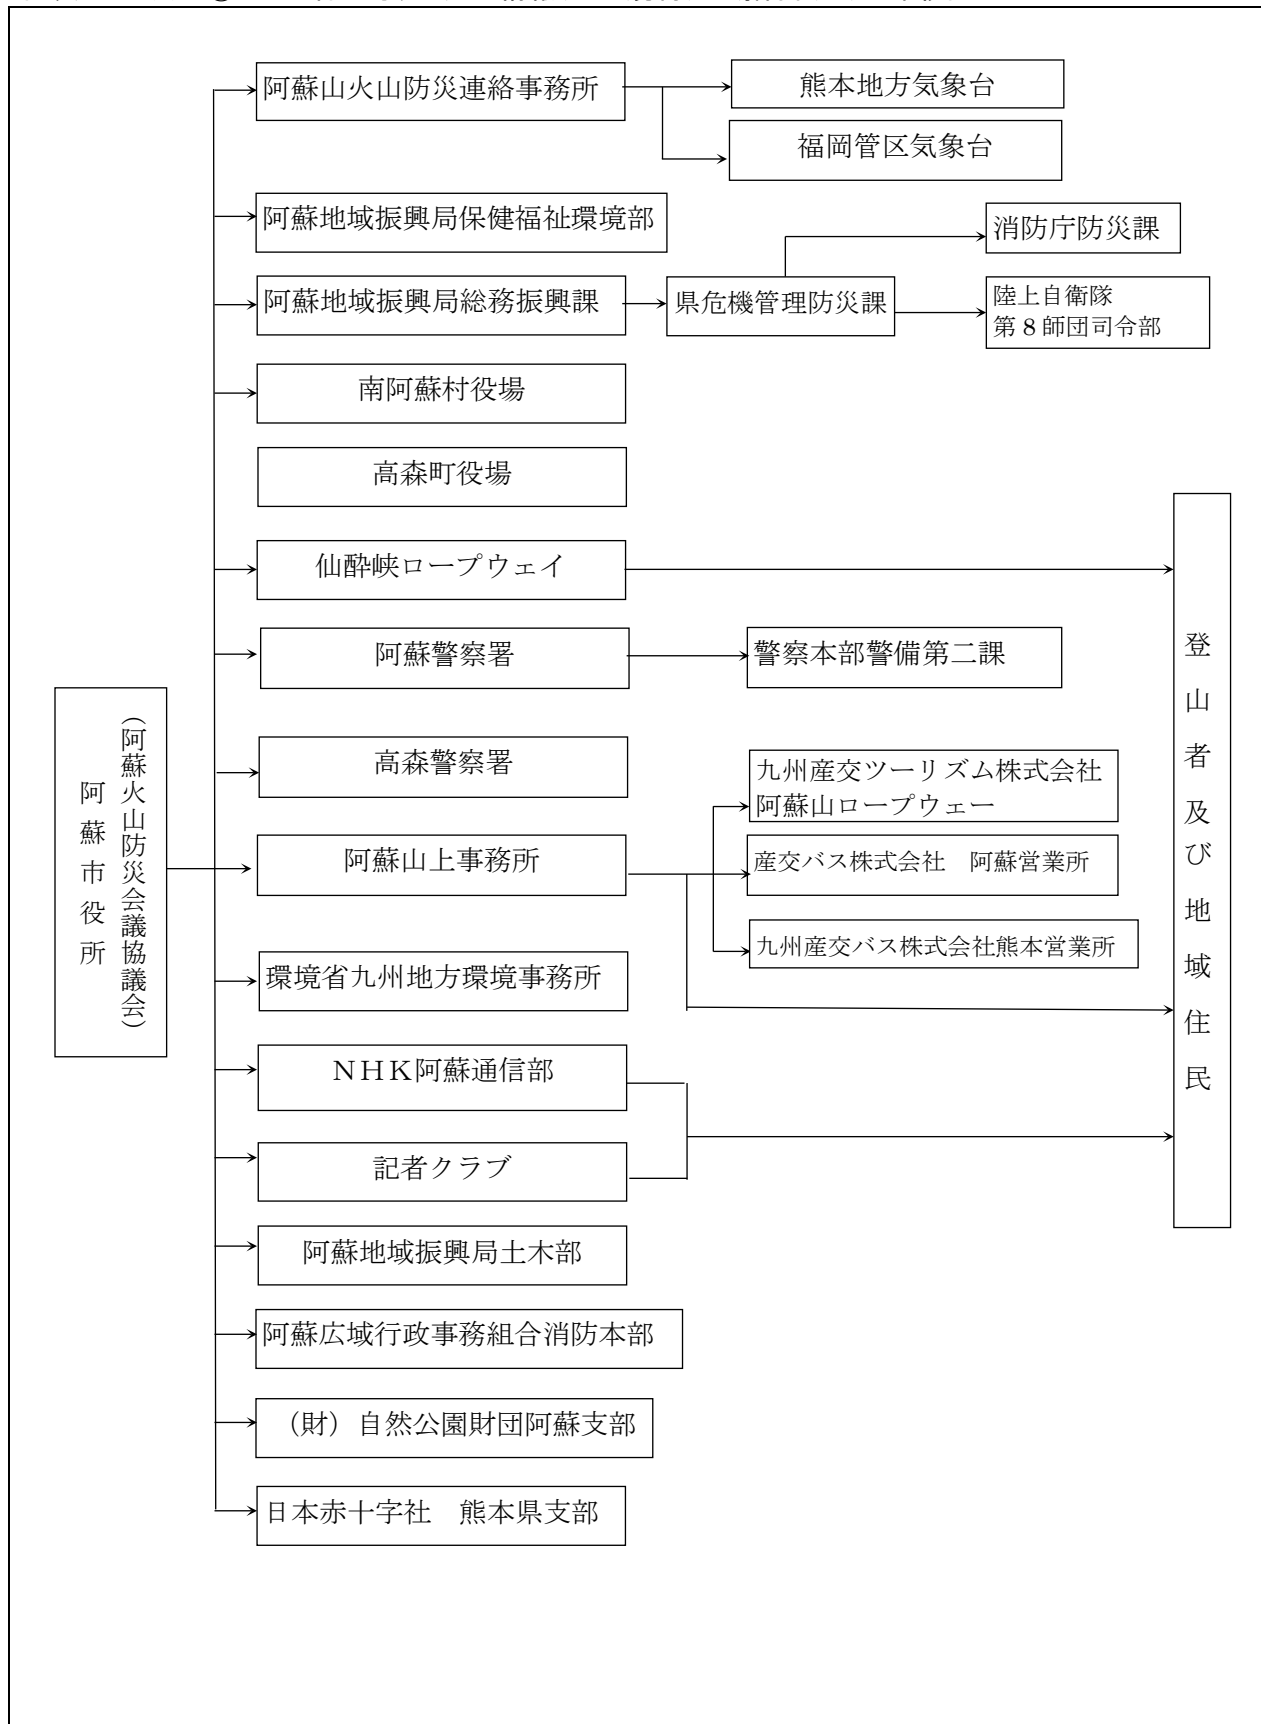 阿蘇山火山防災連絡事務所
熊本地方気象台
福岡管区気象台
阿蘇地域振興局保健福祉環境部
消防庁防災課
阿蘇地域振興局総務振興課
県危機管理防災課
陸上自衛隊
第８師団司令部
南阿蘇村役場
高森町役場
仙酔峡ロープウェイ
阿蘇警察署
警察本部警備第二課
登山者及び地域住民
（阿蘇火山防災会議協議会）
阿蘇市役所
高森警察署
九州産交ツーリズム株式会社
阿蘇山ロープウェー
阿蘇山上事務所
産交バス株式会社　阿蘇営業所
九州産交バス株式会社熊本営業所
環境省九州地方環境事務所
ＮＨＫ阿蘇通信部
記者クラブ
阿蘇地域振興局土木部
阿蘇広域行政事務組合消防本部
（財）自然公園財団阿蘇支部
日本赤十字社　熊本県支部